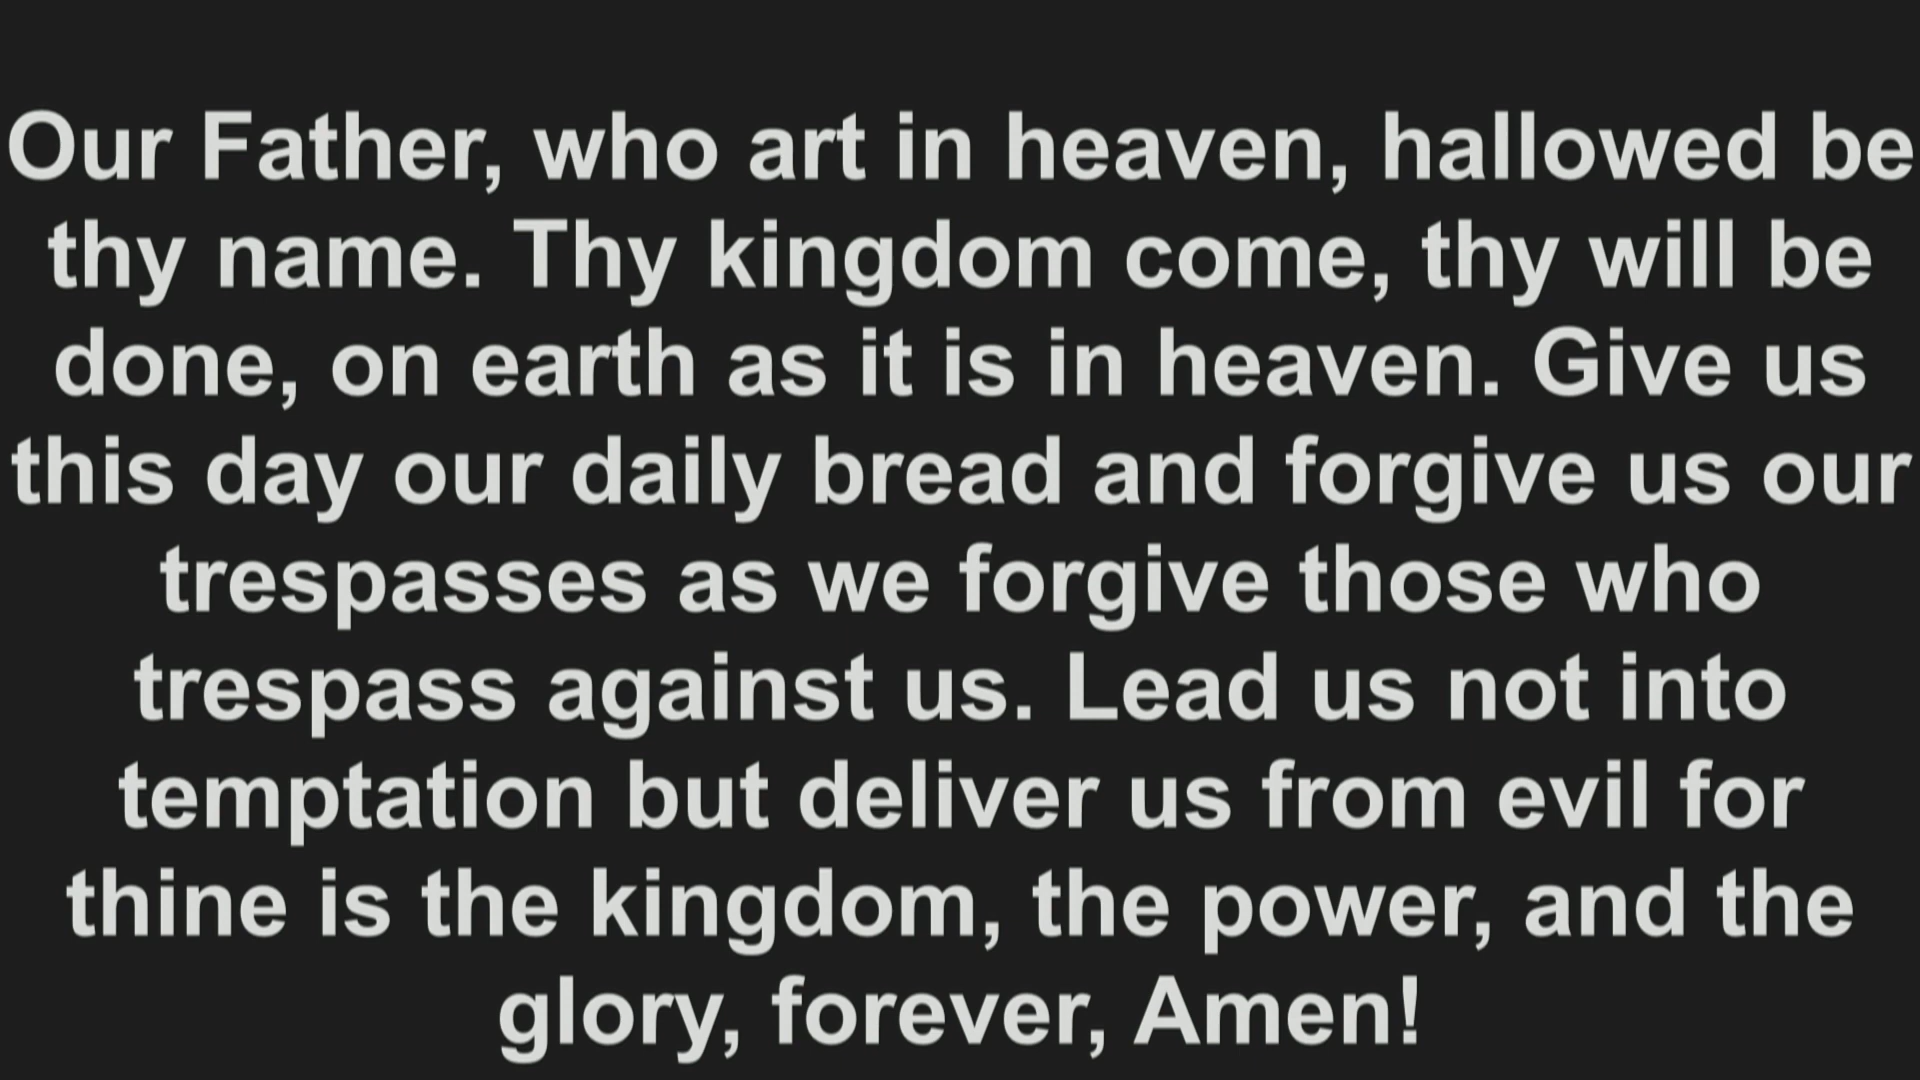 Our Father, who art in heaven, hallowed be
thy name. Thy kingdom come, thy will be
done, on earth as it is in heaven. Give us
this day our daily bread and forgive us our
trespasses as we forgive those who
trespass against us. Lead us not into
temptation but deliver us from evil for
thine is the kingdom, the power, and the
glory, forever, Amen!